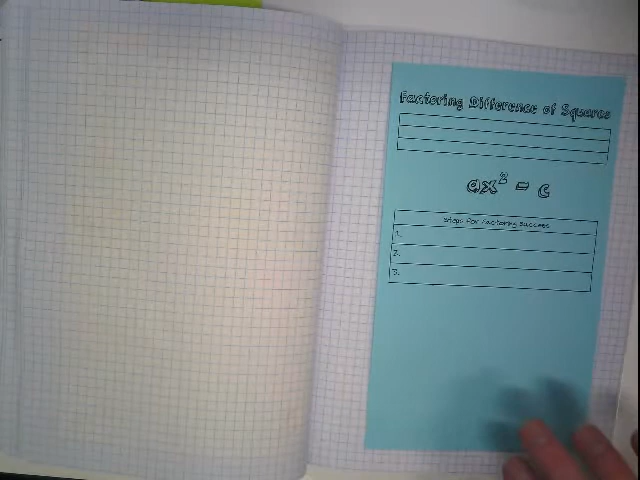 Factoring Difference of Squares
ax² - c
Steps for Factoring Success
1.
2.
3.